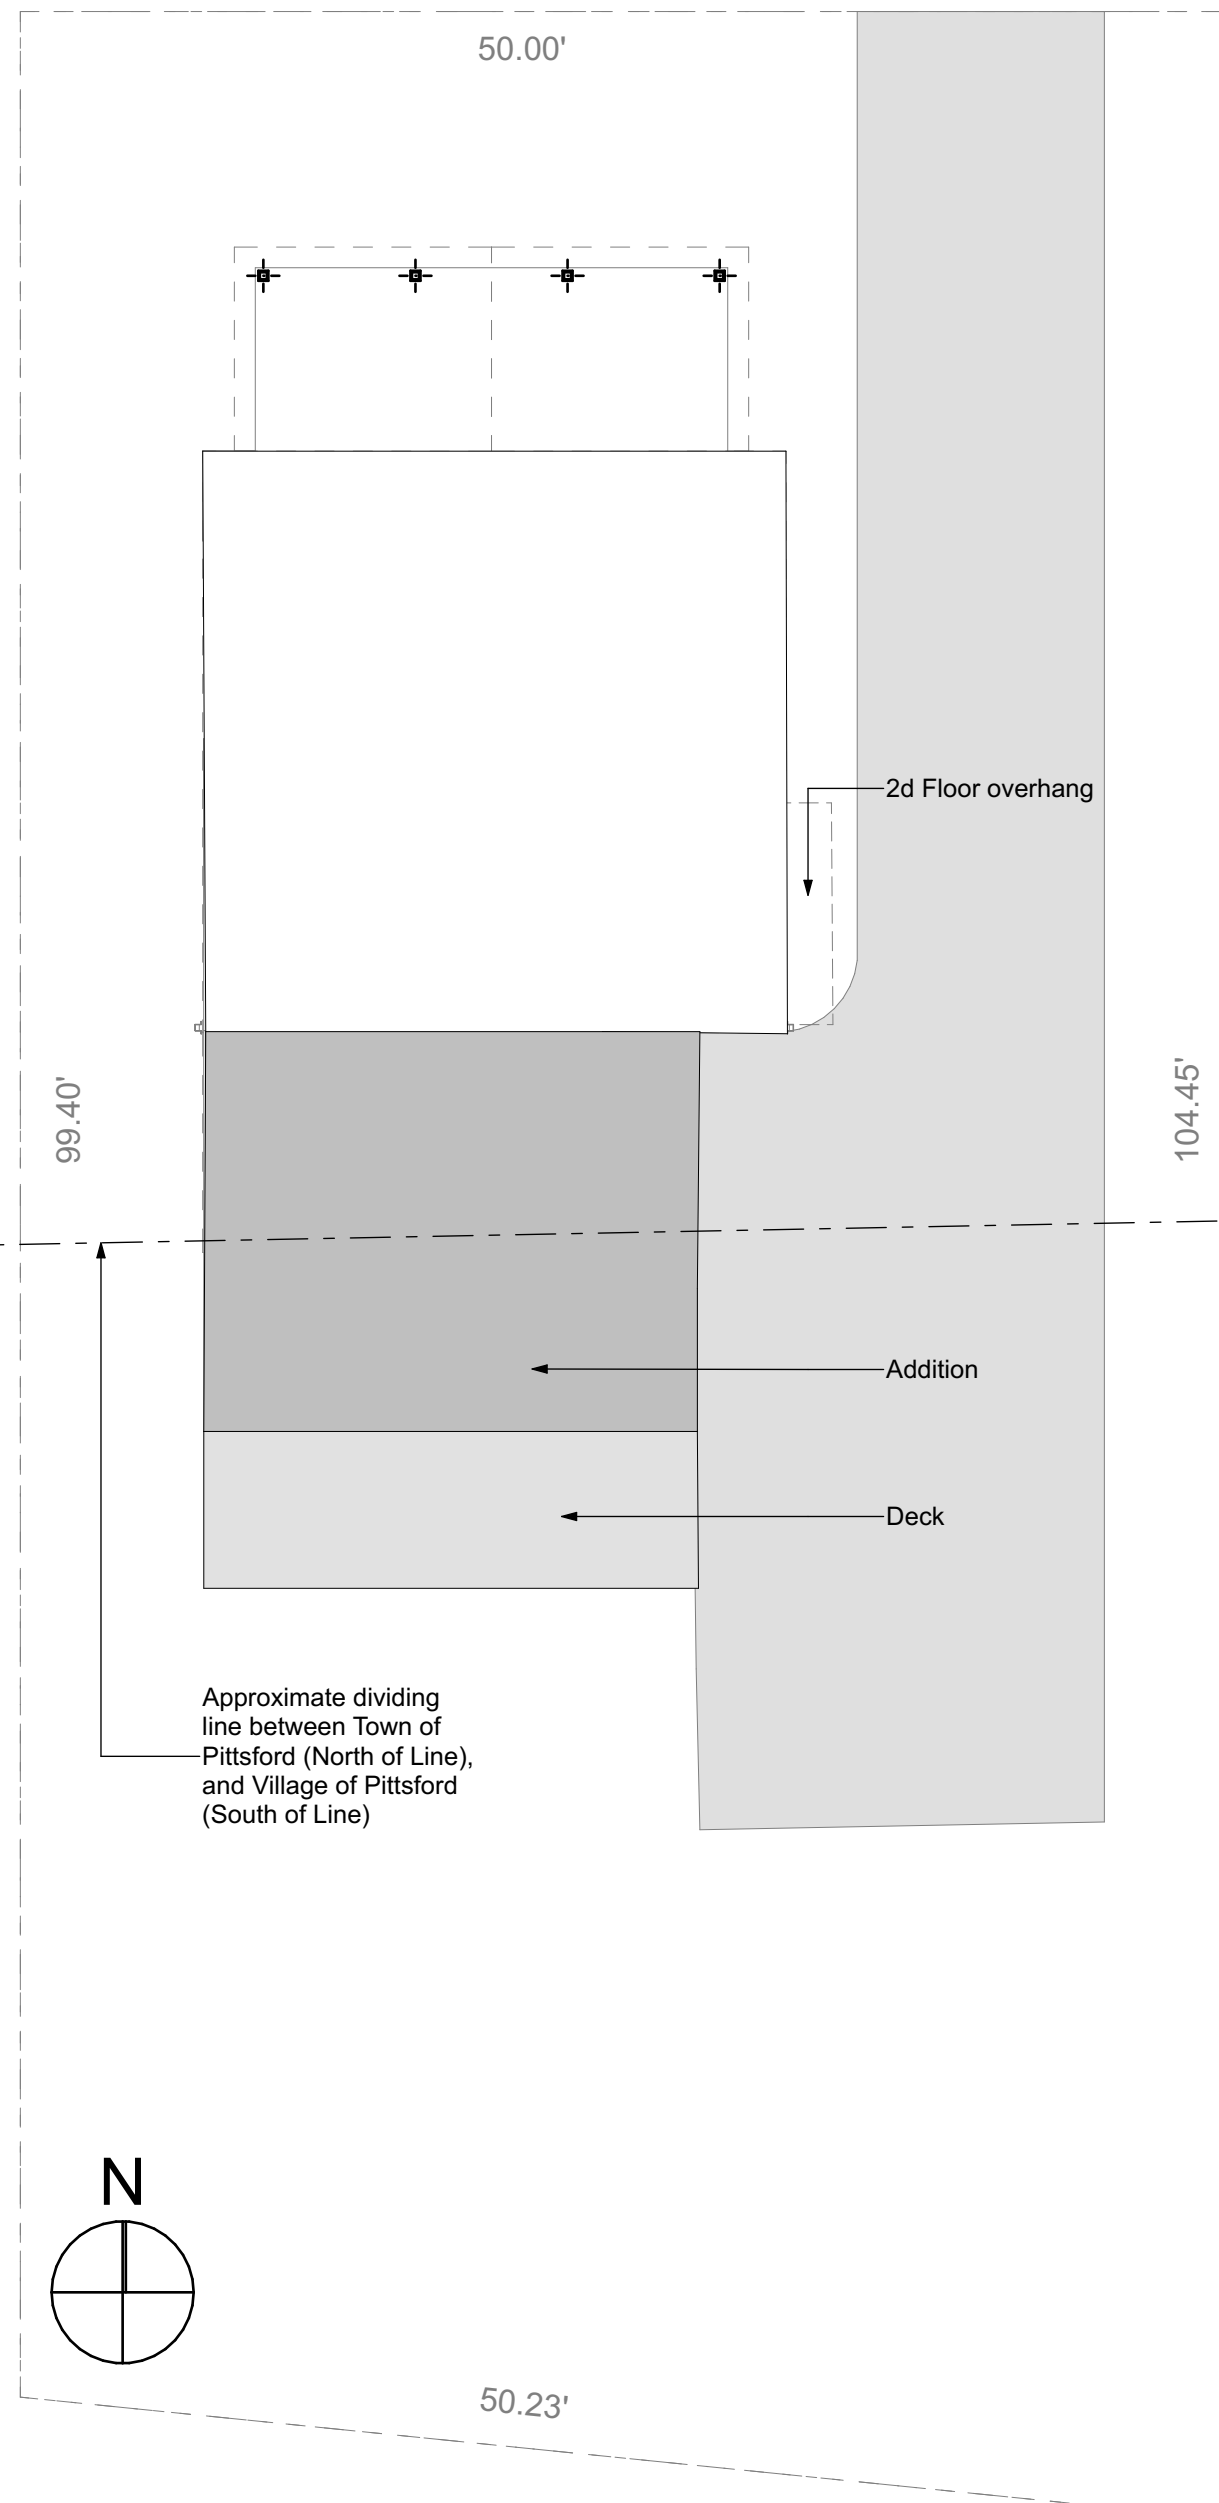 50.00'
2d Floor overhang
99.40'
104.45'
Addition
Deck
Approximate dividing
line between Town of
Pittsford (North of Line),
and Village of Pittsford
(South of Line)
N
50.23'